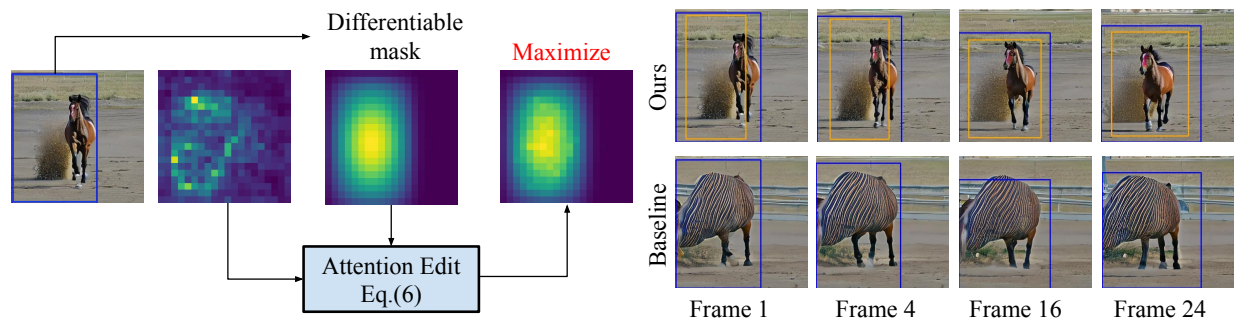 Differentiable
mask
Maximize
Attention Edit
Eq.(6)
Ours
Baseline
Frame 1
Frame 4
Frame 16
Frame 24